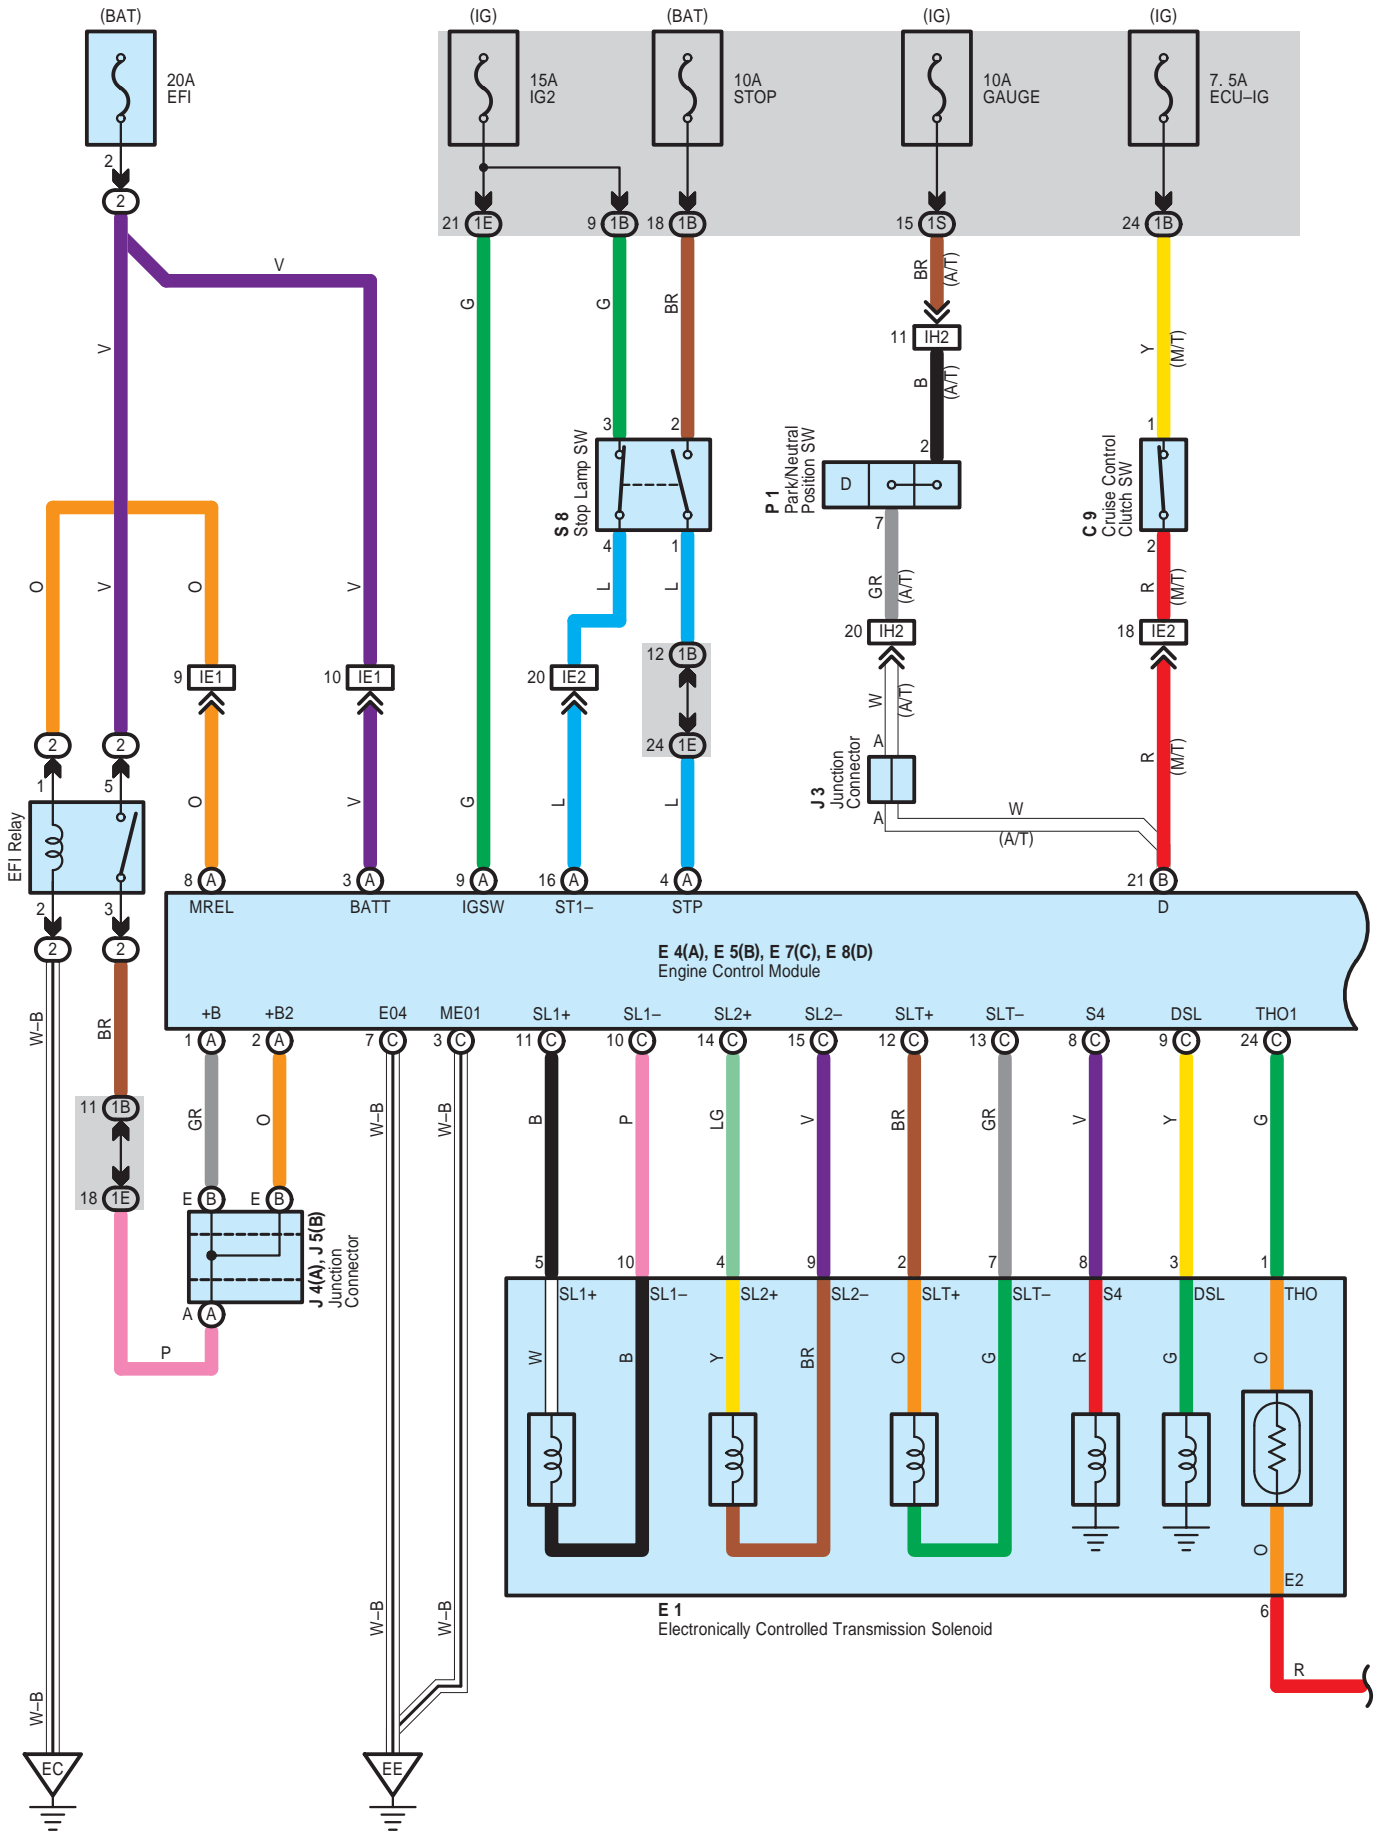 (BAT)
(IG)
(BAT)
(IG)
(IG)
20A
EFI
15A
IG2
10A
STOP
10A
GAUGE
7. 5A
ECU–IG
2
2
21 1E
9 1B
18 1B
15 1S
24 1B
V
V
G
G
BR
BR
(A/T)
Y
(M/T)
11 IH2
B
(A/T)
3
2
2
1
S 8
Stop Lamp SW
P 1
Park/Neutral
Position SW
D
C 9
Cruise Control
Clutch SW
4
1
7
2
O
V
O
V
L
L
GR
(A/T)
R
(M/T)
20 IH2
18 IE2
12 1B
9 IE1
10 IE1
20 IE2
W
(A/T)
2
2
24 1E
A
J 3
Junction
Connector
A
R
(M/T)
1
5
O
V
G
L
L
W
(A/T)
EFI Relay
8 A
3 A
9 A
16 A
4 A
21 B
MREL
BATT
IGSW
ST1–
STP
D
2
3
2
2
E 4(A), E 5(B), E 7(C), E 8(D)
Engine Control Module
+B
+B2
E04
ME01
SL1+
SL1–
SL2+
SL2–
SLT+
SLT–
S4
DSL
THO1
1 A
2 A
7 C
3 C
11 C
10 C
14 C
15 C
12 C
13 C
8 C
9 C
24 C
W–B
BR
GR
O
W–B
W–B
B
P
LG
V
BR
GR
V
Y
G
11 1B
18 1E
E B
E B
J 4(A), J 5(B)
Junction
Connector
A A
P
5
10
4
9
2
7
8
3
1
SL1+
SL1–
SL2+
SL2–
SLT+
SLT–
S4
DSL
THO
W
B
Y
BR
O
G
R
G
O
O
E2
6
E 1
Electronically Controlled Transmission Solenoid
W–B
W–B
W–B
R
EC
EE